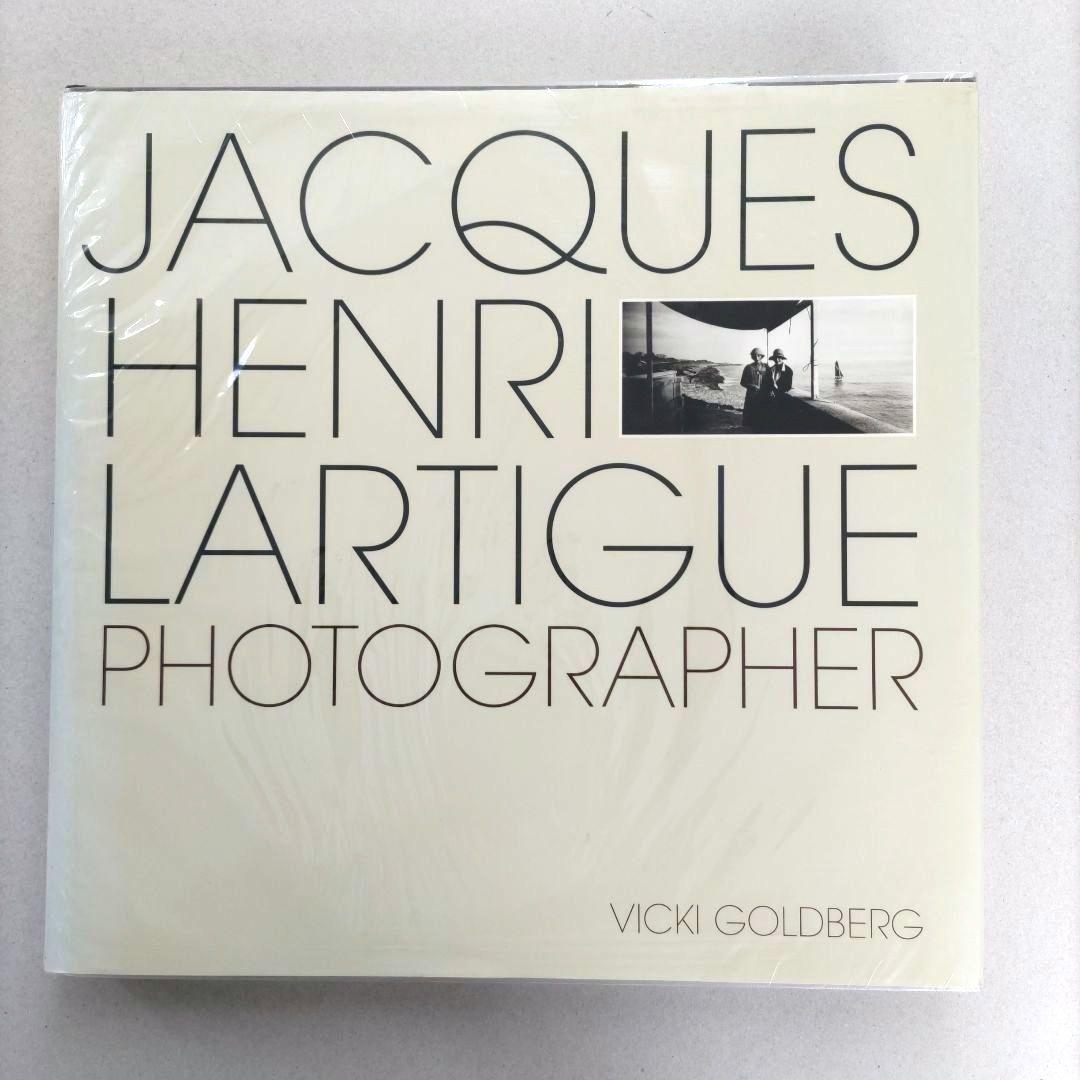 JACQUES
HENRI
LARTIGUE
PHOTOGRAPHER
VICKI GOLDBERG